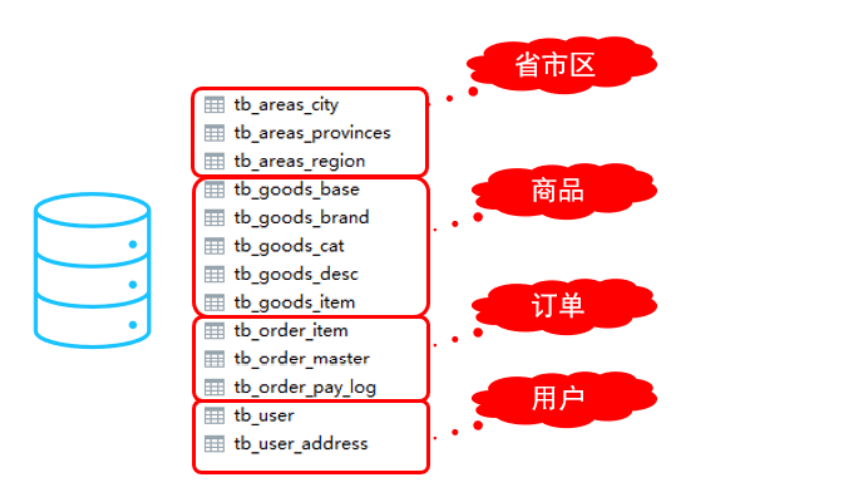 省市区
tb_areas_city
tb_areas_provinces
tb_areas_region
商品
tb_goods_base
tb_goods_brand
tb_goods_cat
tb_goods_desc
tb_goods_item
订单
tb_order_item
tb_order_master
tb_order_pay_log
用户
tb_user
tb_user_address